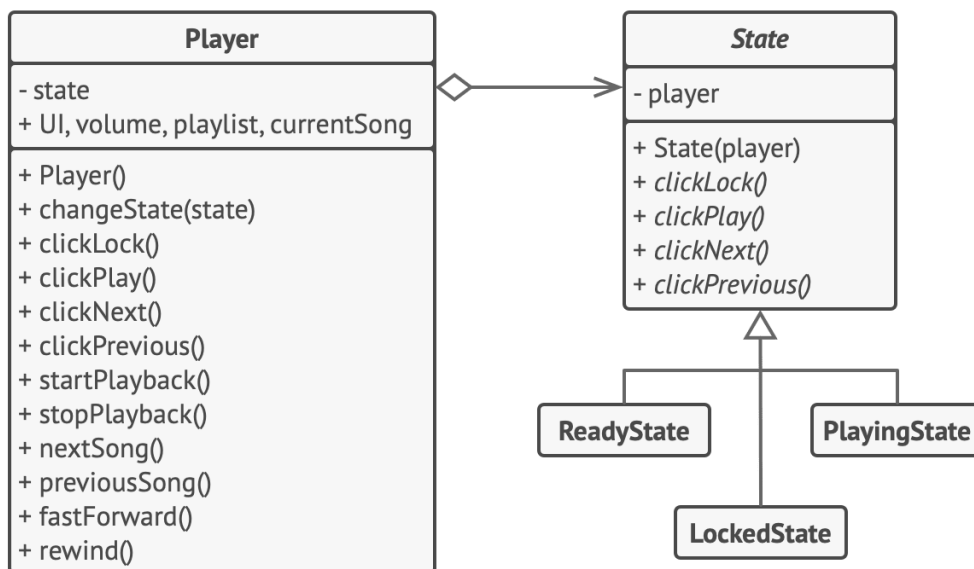 Player
- state
+ UI, volume, playlist, currentSong
+ Player()
+ changeState(state)
+ clickLock()
+ clickPlay()
+ clickNext()
+ clickPrevious()
+ startPlayback()
+ stopPlayback()
+ nextSong()
+ previousSong()
+ fastForward()
+ rewind()
State
- player
+ State(player)
+ clickLock()
+ clickPlay()
+ clickNext()
+ clickPrevious()
ReadyState
PlayingState
LockedState